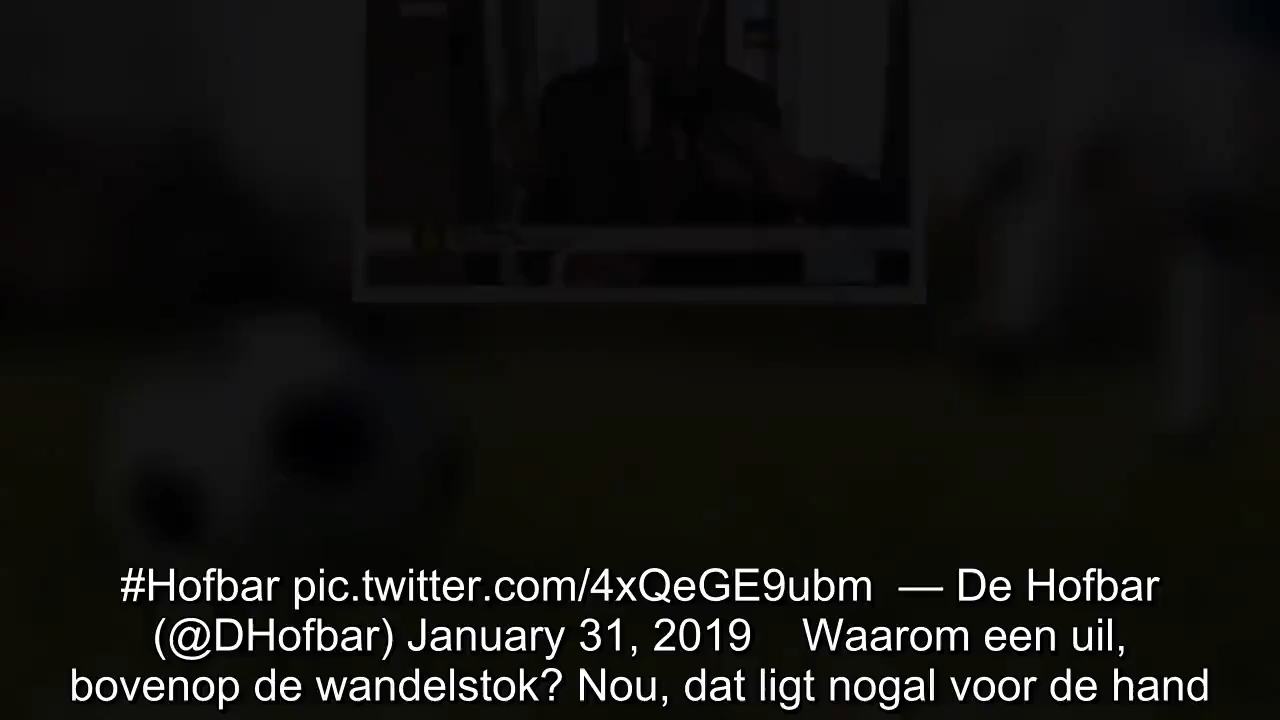 #Hofbar pic.twitter.com/4xQeGE9ubm — De Hofbar
(@DHofbar) January 31, 2019 Waarom een uil,
bovenop de wandelstok? Nou, dat ligt nogal voor de hand